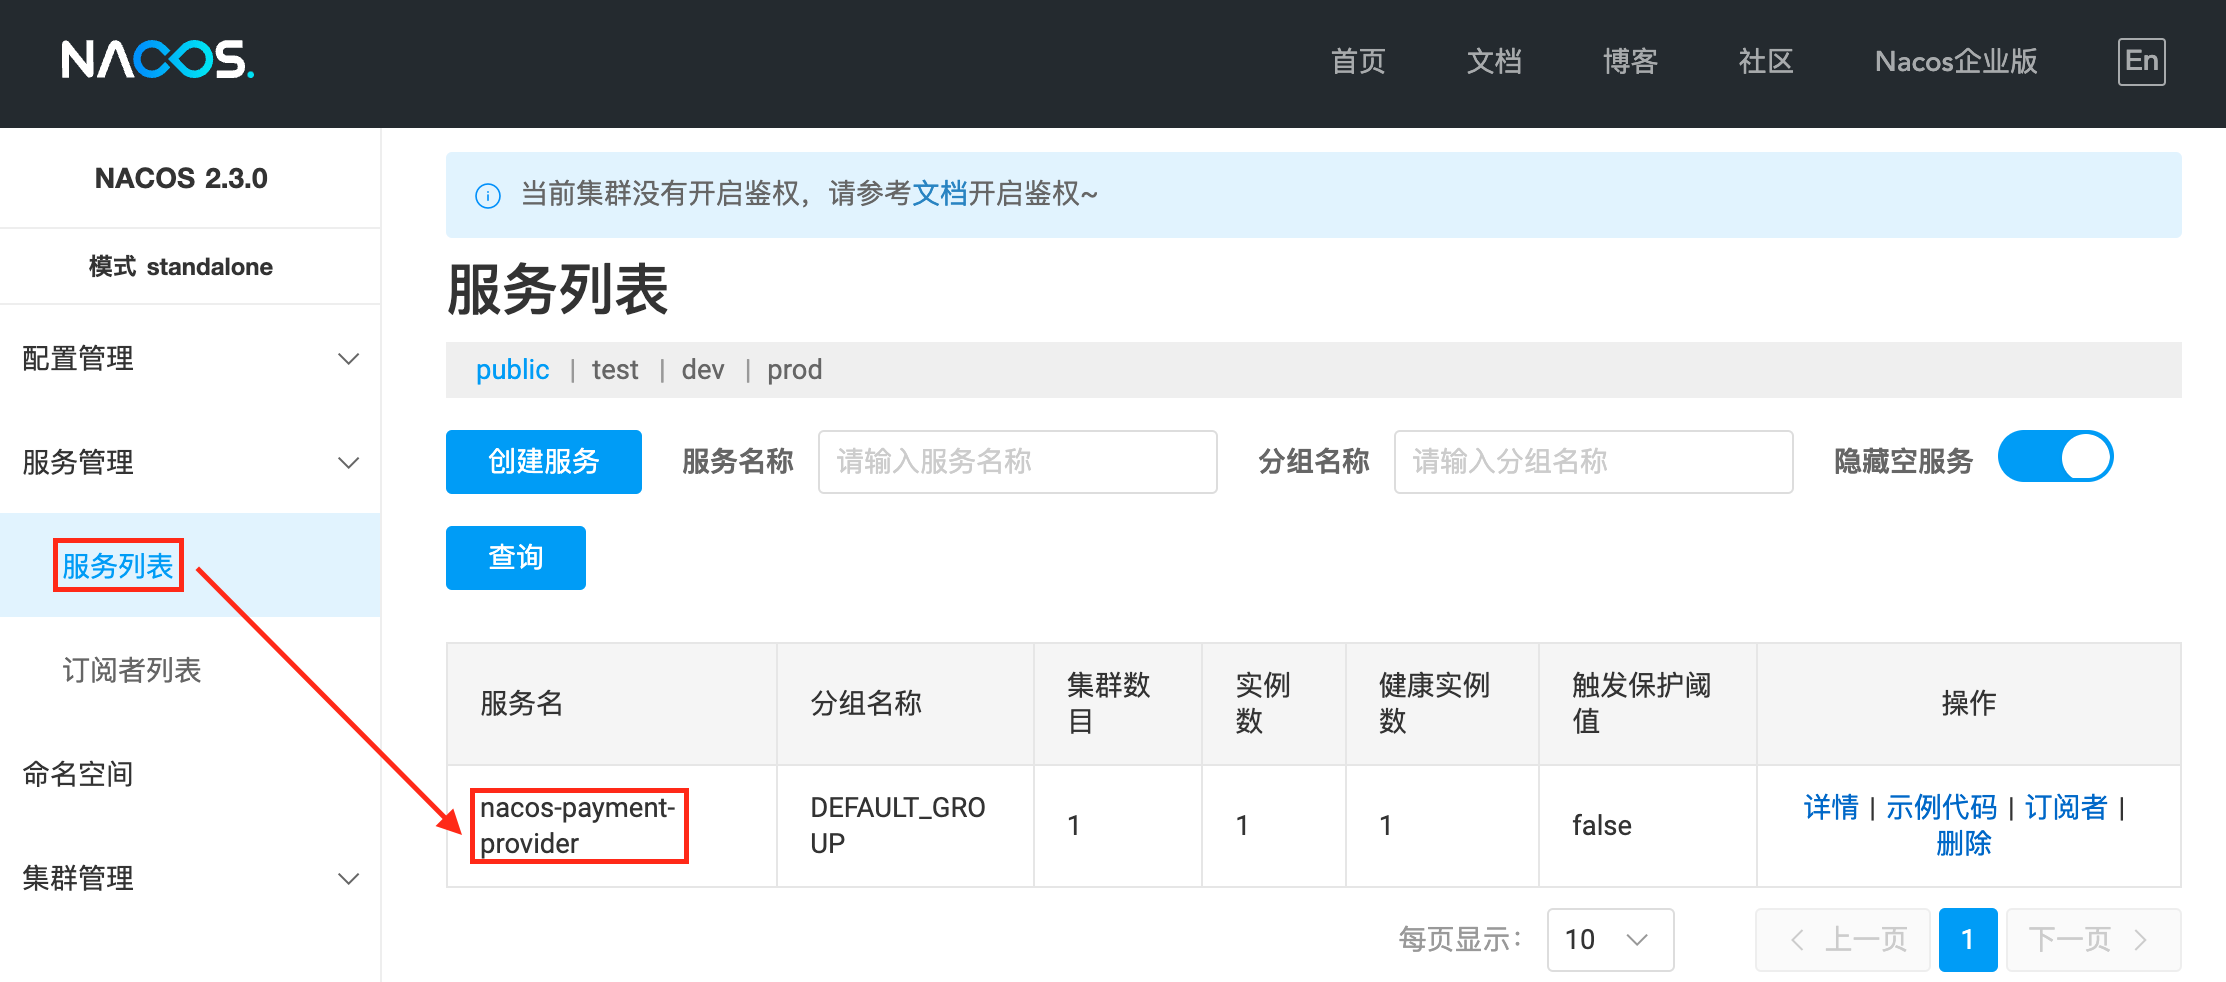 NACOS.
首页
文档
博客
社区
Nacos企业版
En
NACOS 2.3.0
模式 standalone
配置管理
服务管理
服务列表
订阅者列表
命名空间
集群管理
当前集群没有开启鉴权，请参考文档开启鉴权~
服务列表
public | test | dev | prod
创建服务
服务名称
请输入服务名称
分组名称
请输入分组名称
隐藏空服务
查询
服务名
分组名称
集群数
目
实例
数
健康实例
数
触发保护阈
值
操作
nacos-payment-
provider
DEFAULT_GRO
UP
1
1
1
false
详情 | 示例代码 | 订阅者 |
删除
每页显示：
10
上一页
1
下一页